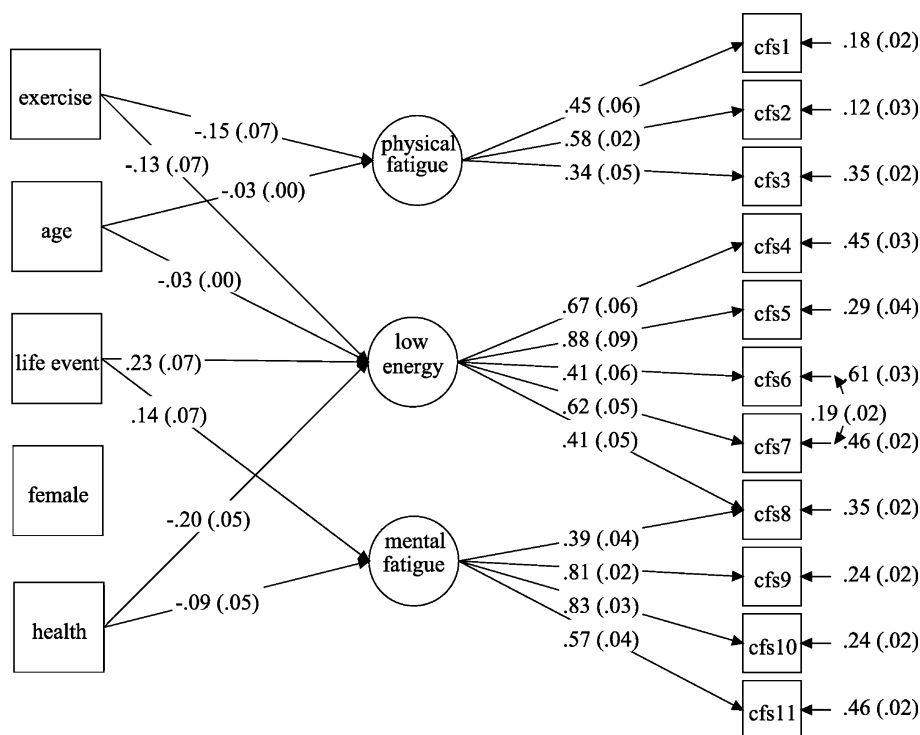 cfs1
.18 (.02)
exercise
.45 (.06)
cfs2
.12 (.03)
-.15 (.07)
physical
fatigue
.58 (.02)
-.13 (.07)
.34 (.05)
cfs3
.35 (.02)
-.03 (.00)
age
cfs4
.45 (.03)
-.03 (.00)
.67 (.06)
cfs5
.29 (.04)
low
energy
.88 (.09)
life event
.23 (.07)
.41 (.06)
cfs6
.61 (.03)
.14 (.07)
.62 (.05)
.19 (.02)
.41 (.05)
cfs7
.46 (.02)
female
cfs8
.35 (.02)
-.20 (.05)
mental
fatigue
.39 (.04)
.81 (.02)
cfs9
.24 (.02)
-.09 (.05)
.83 (.03)
health
.57 (.04)
cfs10
.24 (.02)
cfs11
.46 (.02)